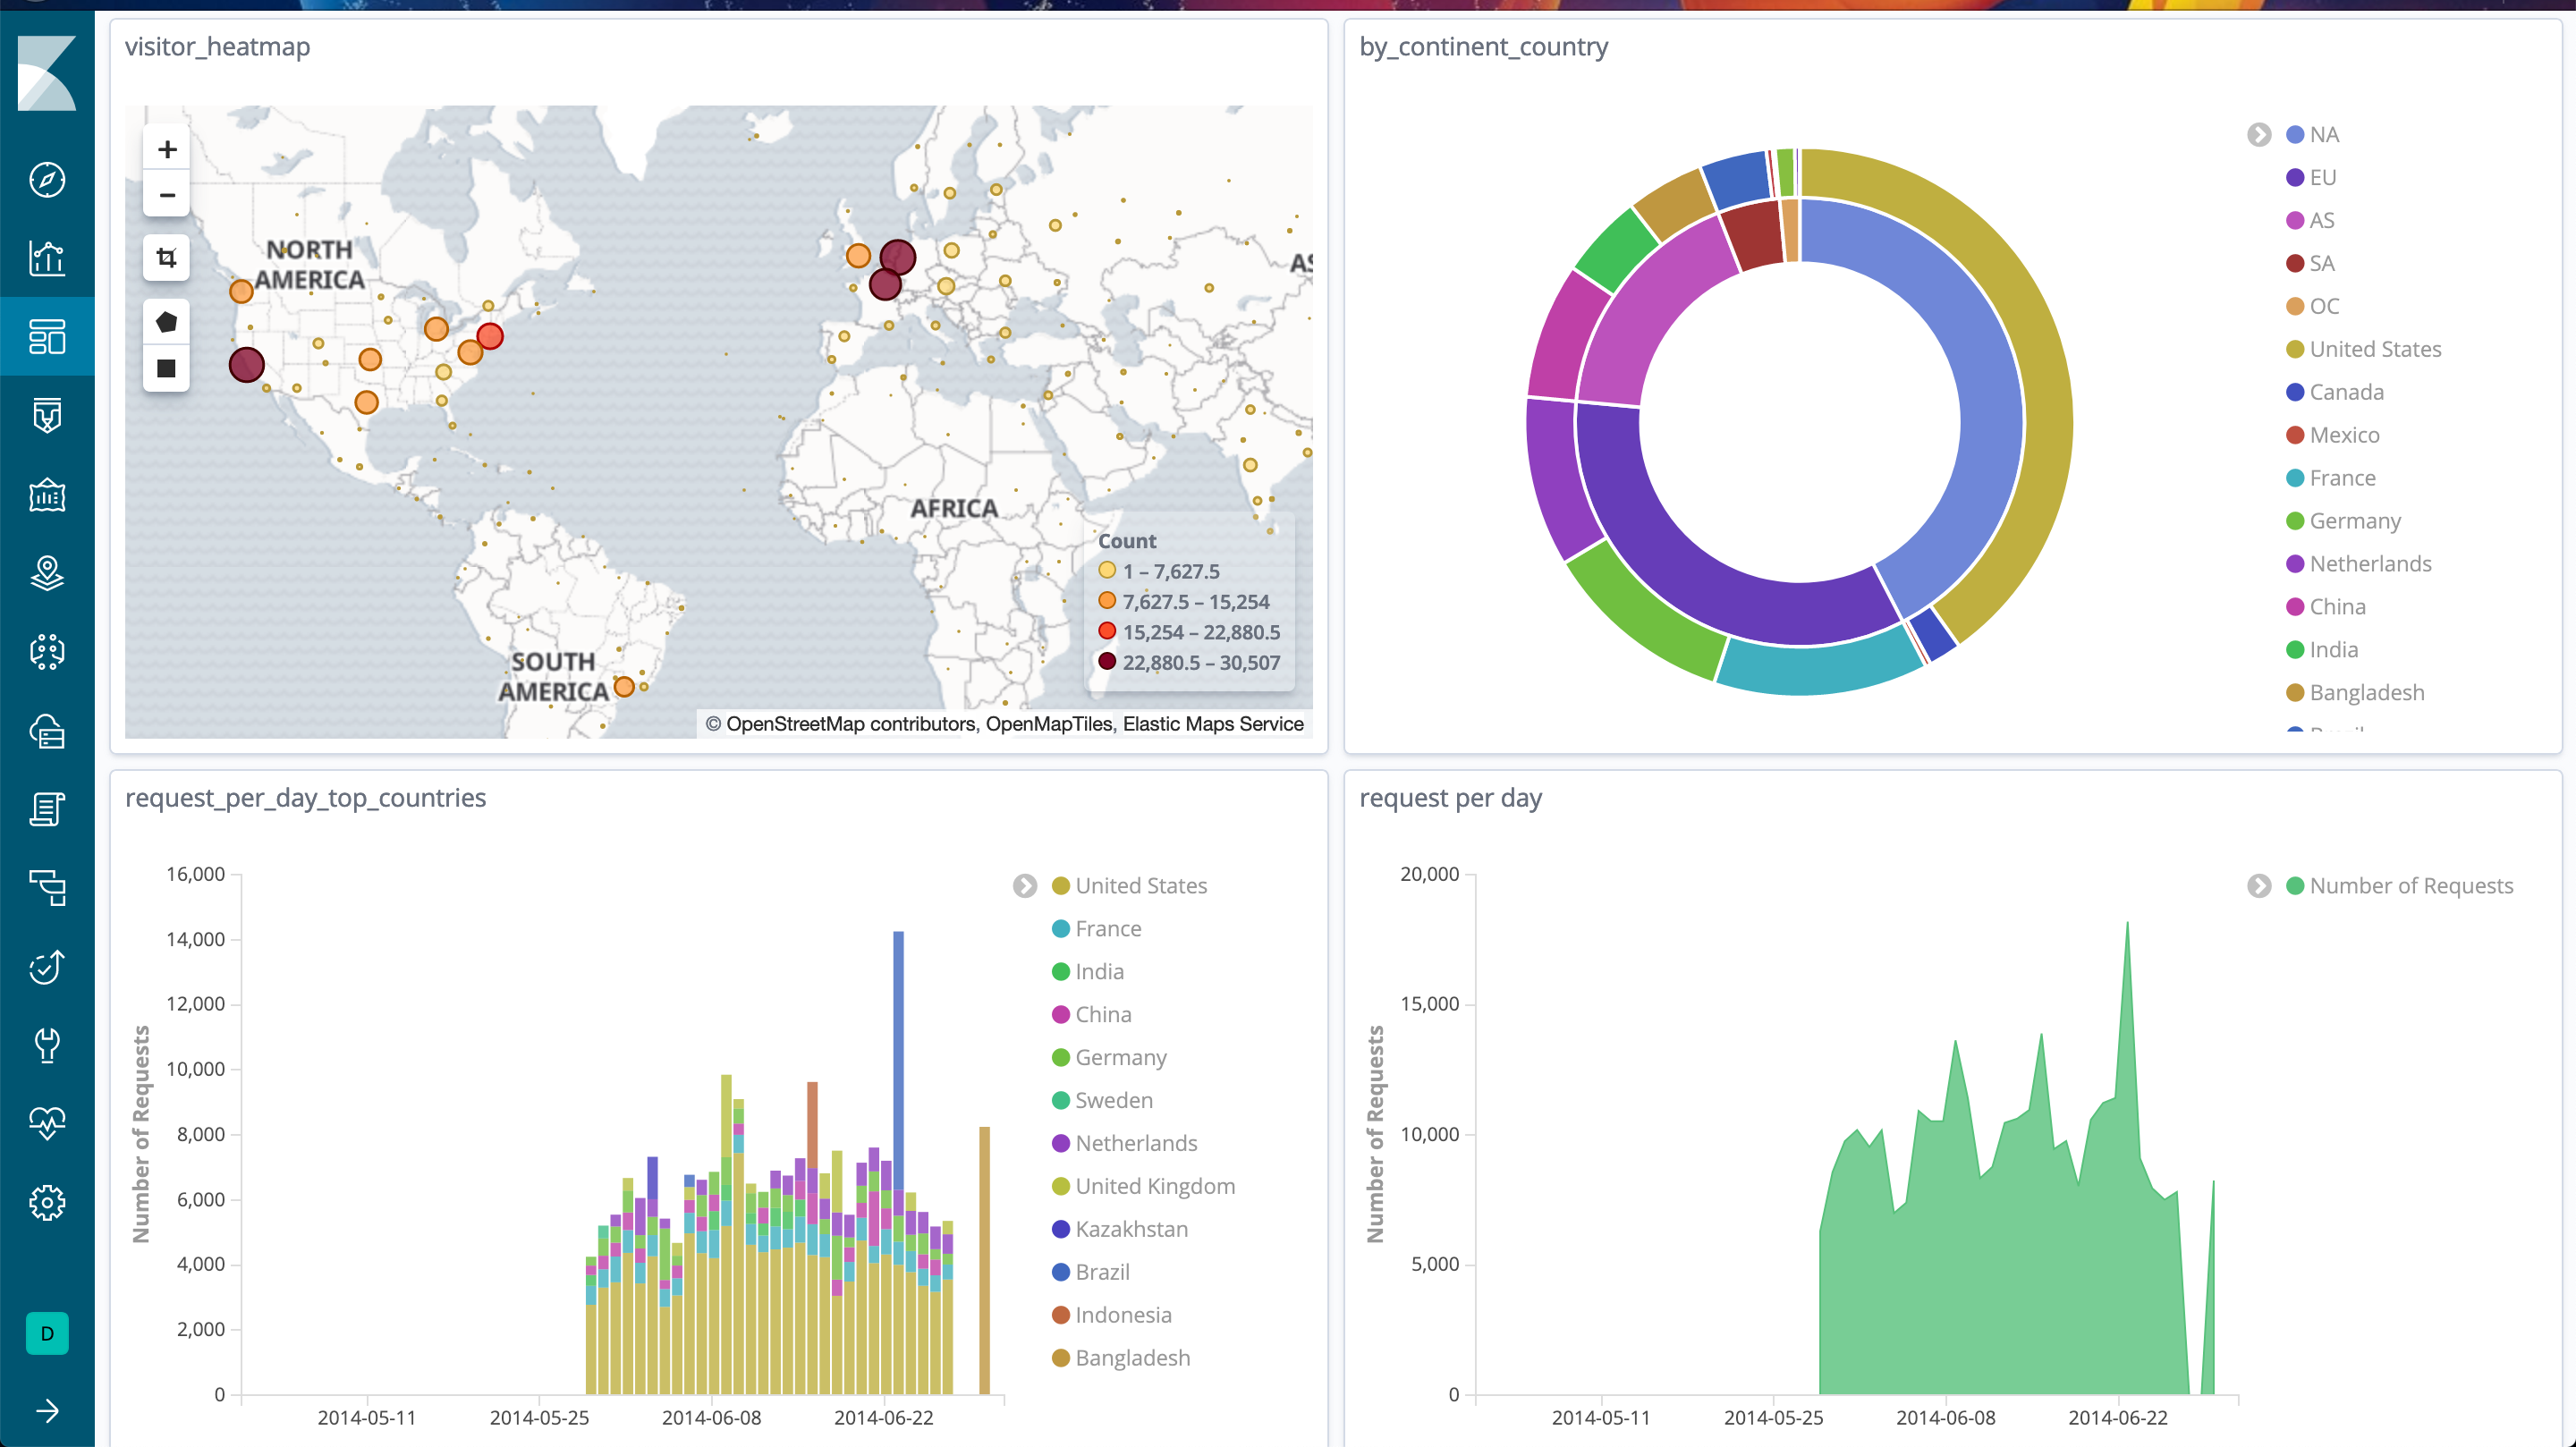 visitor_heatmap
+
−
NORTH
AMERICA
AS
AFRICA
SOUTH
AMERICA
Count
1 – 7,627.5
7,627.5 – 15,254
15,254 – 22,880.5
22,880.5 – 30,507
© OpenStreetMap contributors, OpenMapTiles, Elastic Maps Service
by_continent_country
NA
EU
AS
SA
OC
United States
Canada
Mexico
France
Germany
Netherlands
China
India
Bangladesh
request_per_day_top_countries
Number of Requests
16,000
14,000
12,000
10,000
8,000
6,000
4,000
2,000
0
2014-05-11
2014-05-25
2014-06-08
2014-06-22
United States
France
India
China
Germany
Sweden
Netherlands
United Kingdom
Kazakhstan
Brazil
Indonesia
Bangladesh
request per day
Number of Requests
20,000
15,000
10,000
5,000
0
2014-05-11
2014-05-25
2014-06-08
2014-06-22
Number of Requests
D